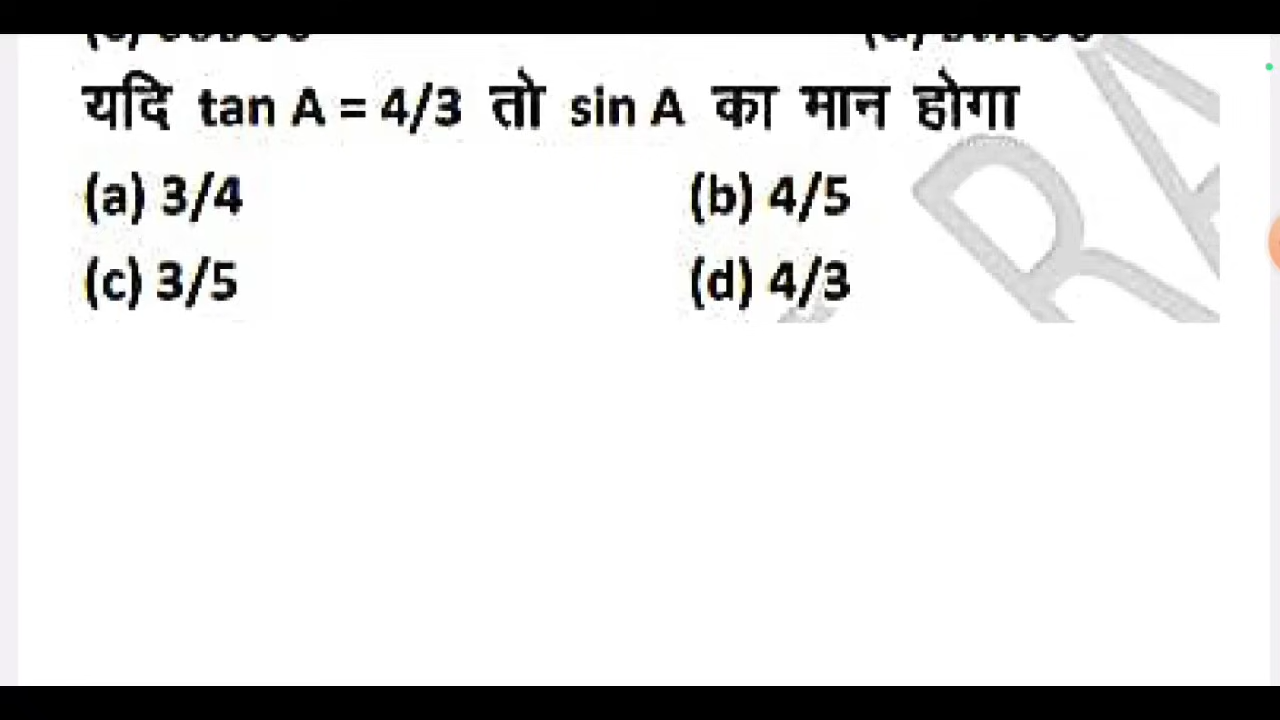 यदि tan A = 4/3 तो sin A का मान होगा
(a) 3/4 (b) 4/5
(c) 3/5 (d) 4/3